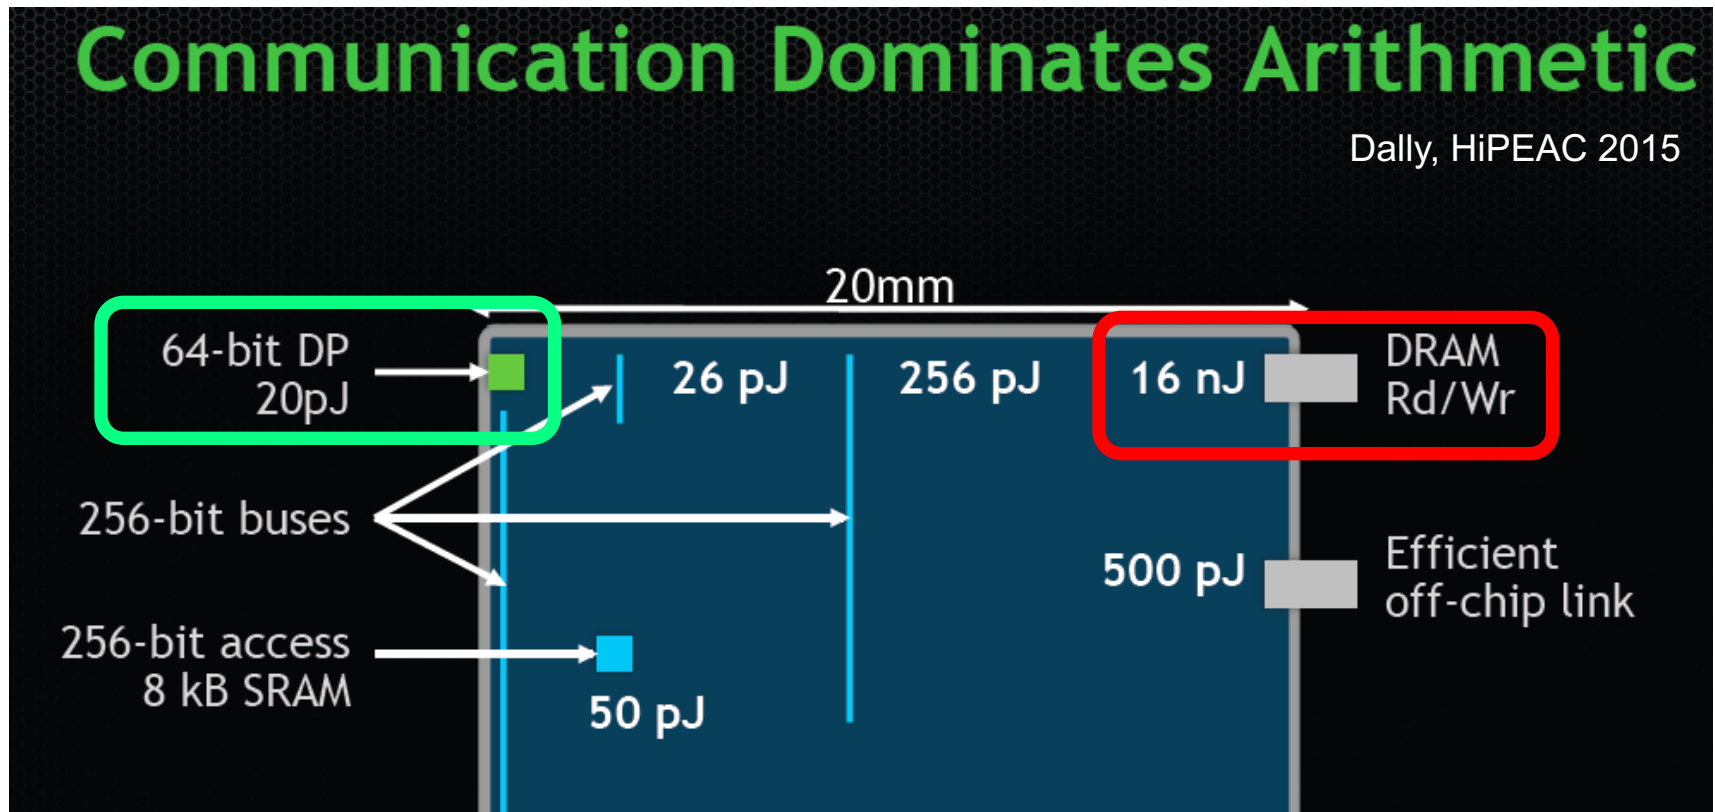 Communication Dominates Arithmetic
Dally, HiPEAC 2015
20mm
64-bit DP
20pJ
26 pJ
256 pJ
16 nJ
DRAM
Rd/Wr
256-bit buses
500 pJ
Efficient
off-chip link
256-bit access
8 kB SRAM
50 pJ